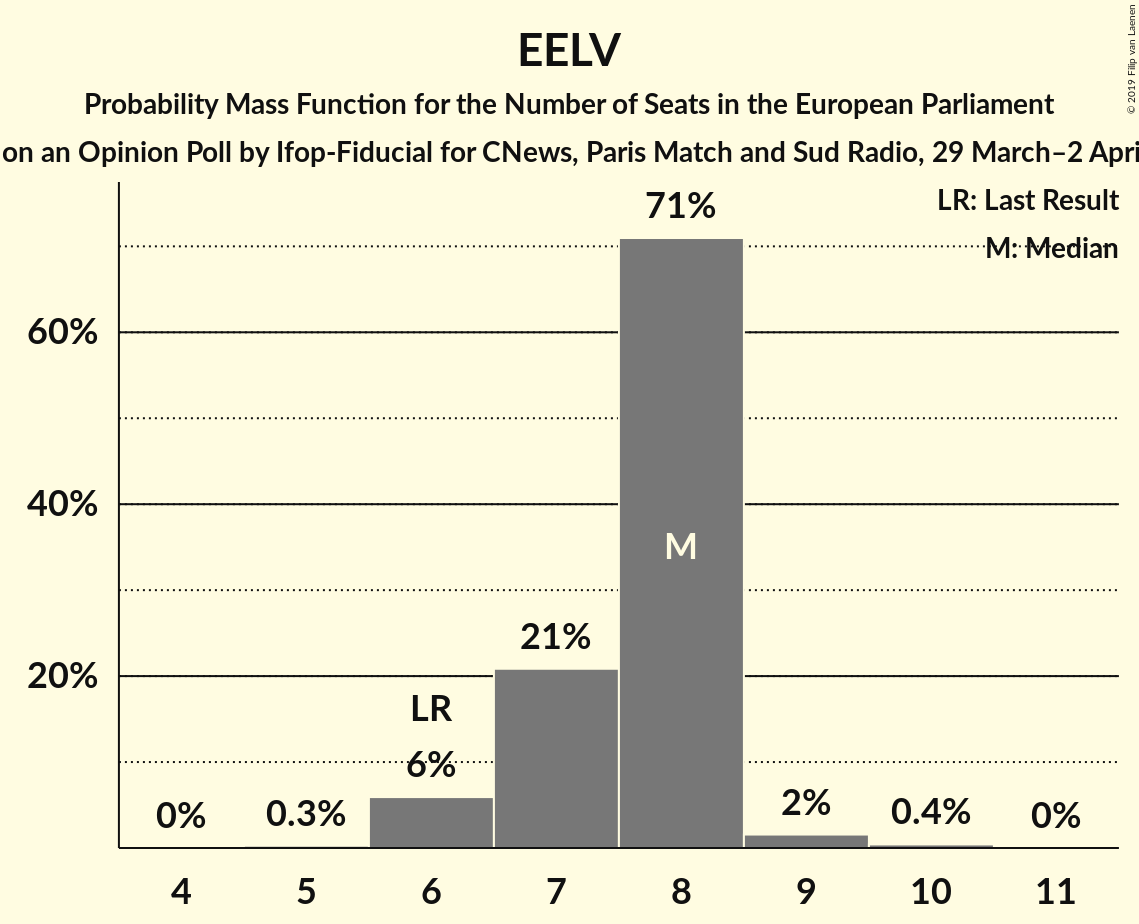 EELV
Probability Mass Function for the Number of Seats in the European Parliament
on an Opinion Poll by Ifop-Fiducial for CNews, Paris Match and Sud Radio, 29 March–2 Apri
© 2019 Filip van Laenen
LR: Last Result
M: Median
71%
60%
40%
M
21%
20%
LR
6%
0%
0.3%
2%
0.4%
0%
4 5 6 7 8 9 10 11